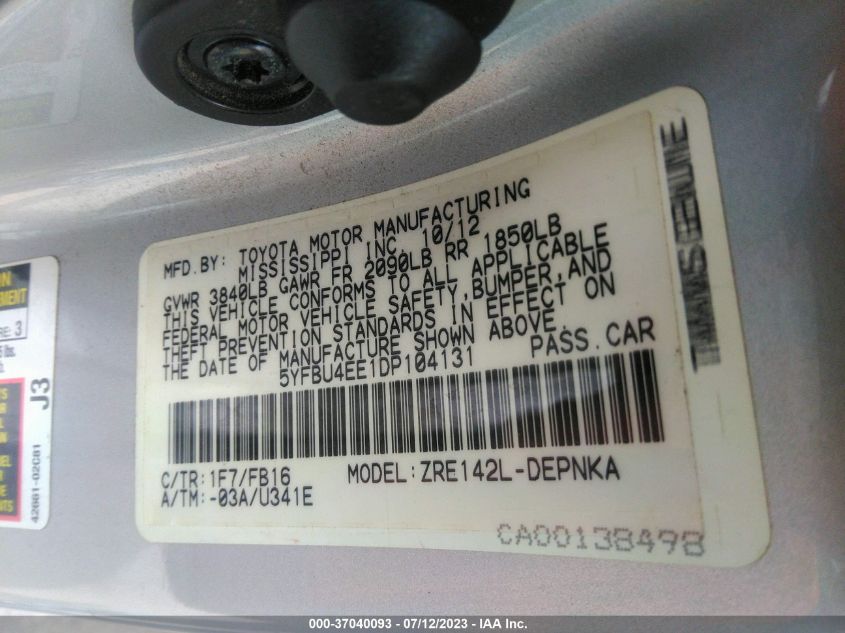 MFD.BY: TOYOTA MOTOR MANUFACTURING
MISSISSIPPI INC. 10/12
GVWR 3840LB GAWR FR 2090LB RR 1850LB
THIS VEHICLE CONFORMS TO ALL APPLICABLE
FEDERAL MOTOR VEHICLE SAFETY,BUMPER,AND
THEFT PREVENTION STANDARDS IN EFFECT ON
THE DATE OF MANUFACTURE SHOWN ABOVE.
5YFBU4EE1DP104131 PASS.CAR
C/TR:1F7/FB16 MODEL:ZRE142L-DEPNKA
A/TM:-03A/U341E
CA00138498
J3
42661-02C81
000-37040093 - 07/12/2023 - IAA Inc.